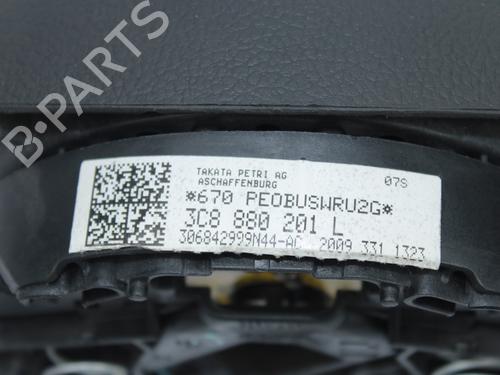 B-PARTS
TAKATA PETRI AG
ASCHAFFENBURG
07S
*670 PEOBUSWRU2G*
3C8 880 201 L
306842999N44-AC 2009 331 1323